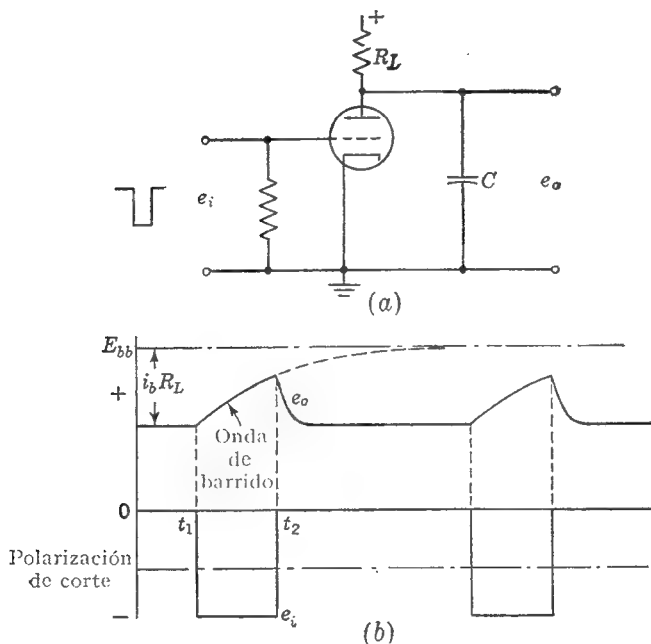 +
R_L
e_i
C
e_o
(a)
E_bb
i_b R_L
+
e_o
Onda
de
barrido
0
t_1
t_2
Polarización
de corte
−
e_i
(b)